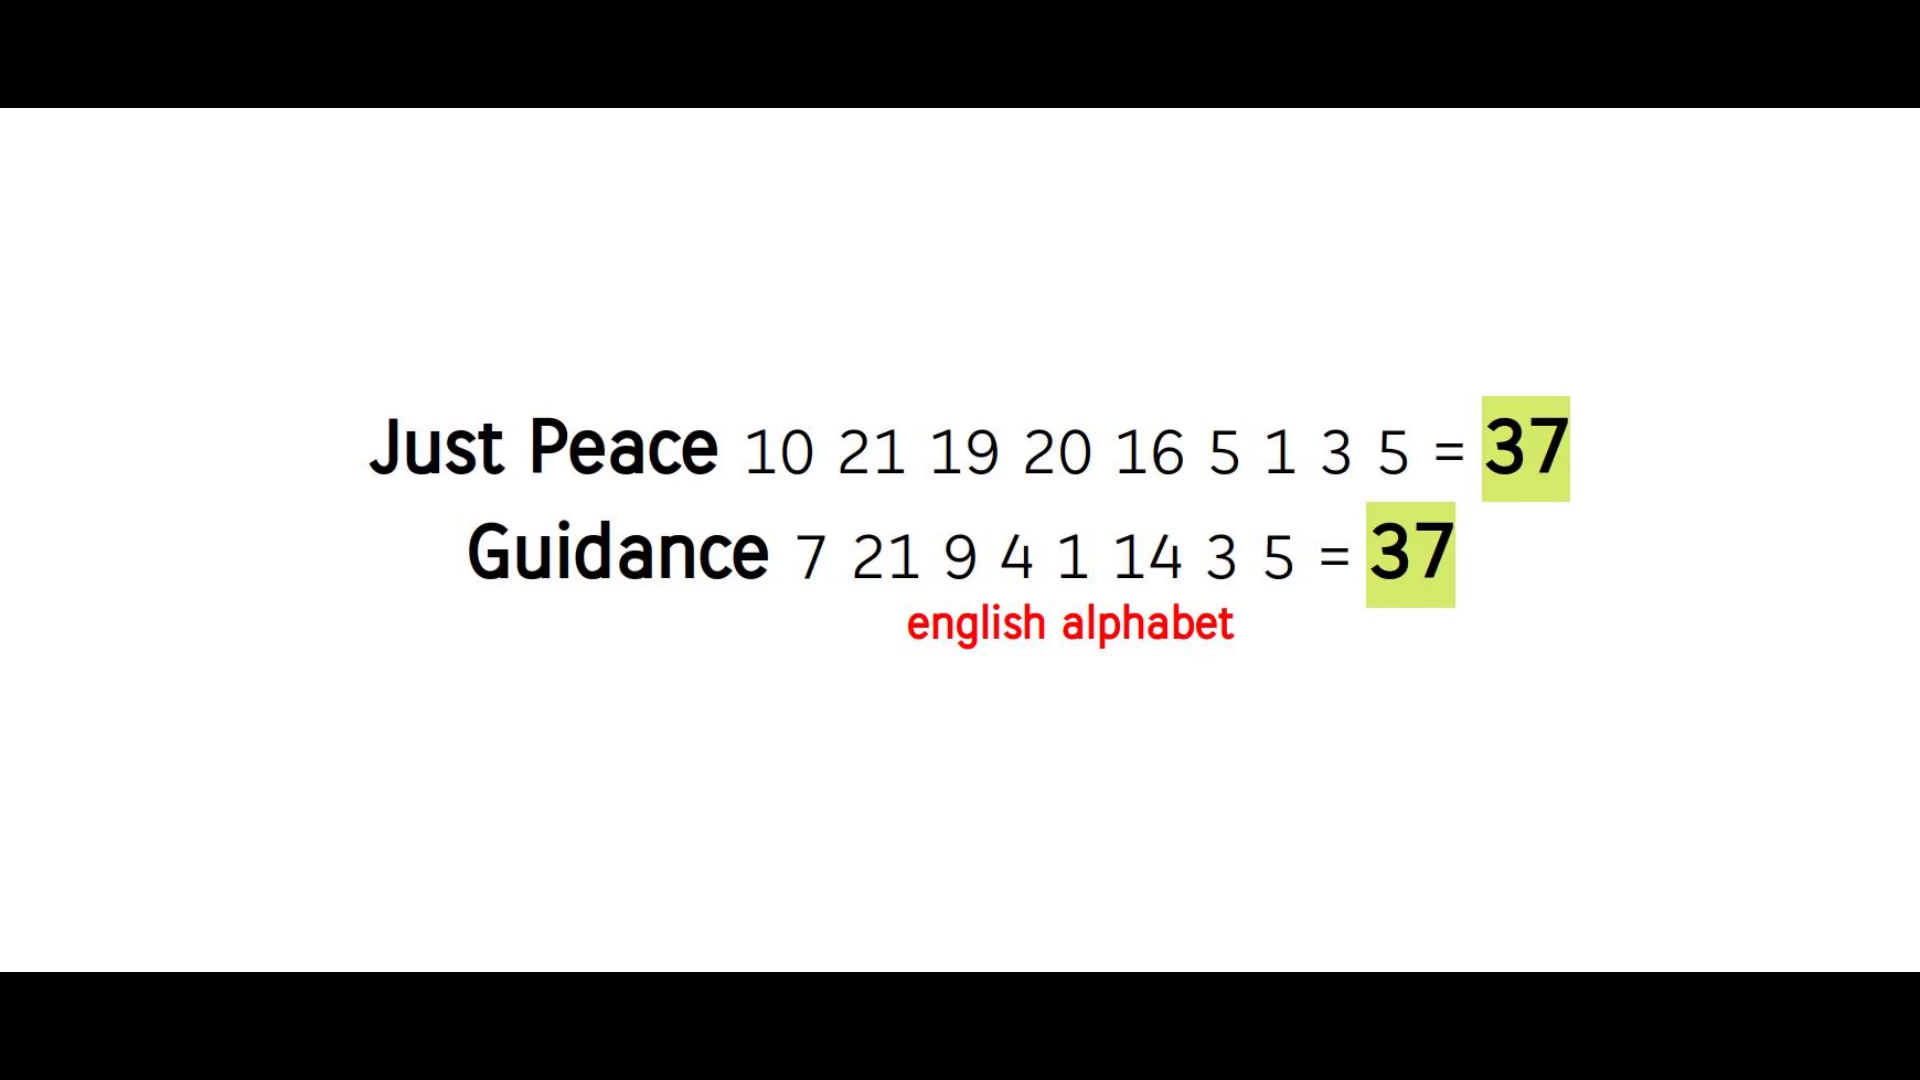 Just Peace 10 21 19 20 16 5 1 3 5 = 37
Guidance 7 21 9 4 1 14 3 5 = 37
english alphabet